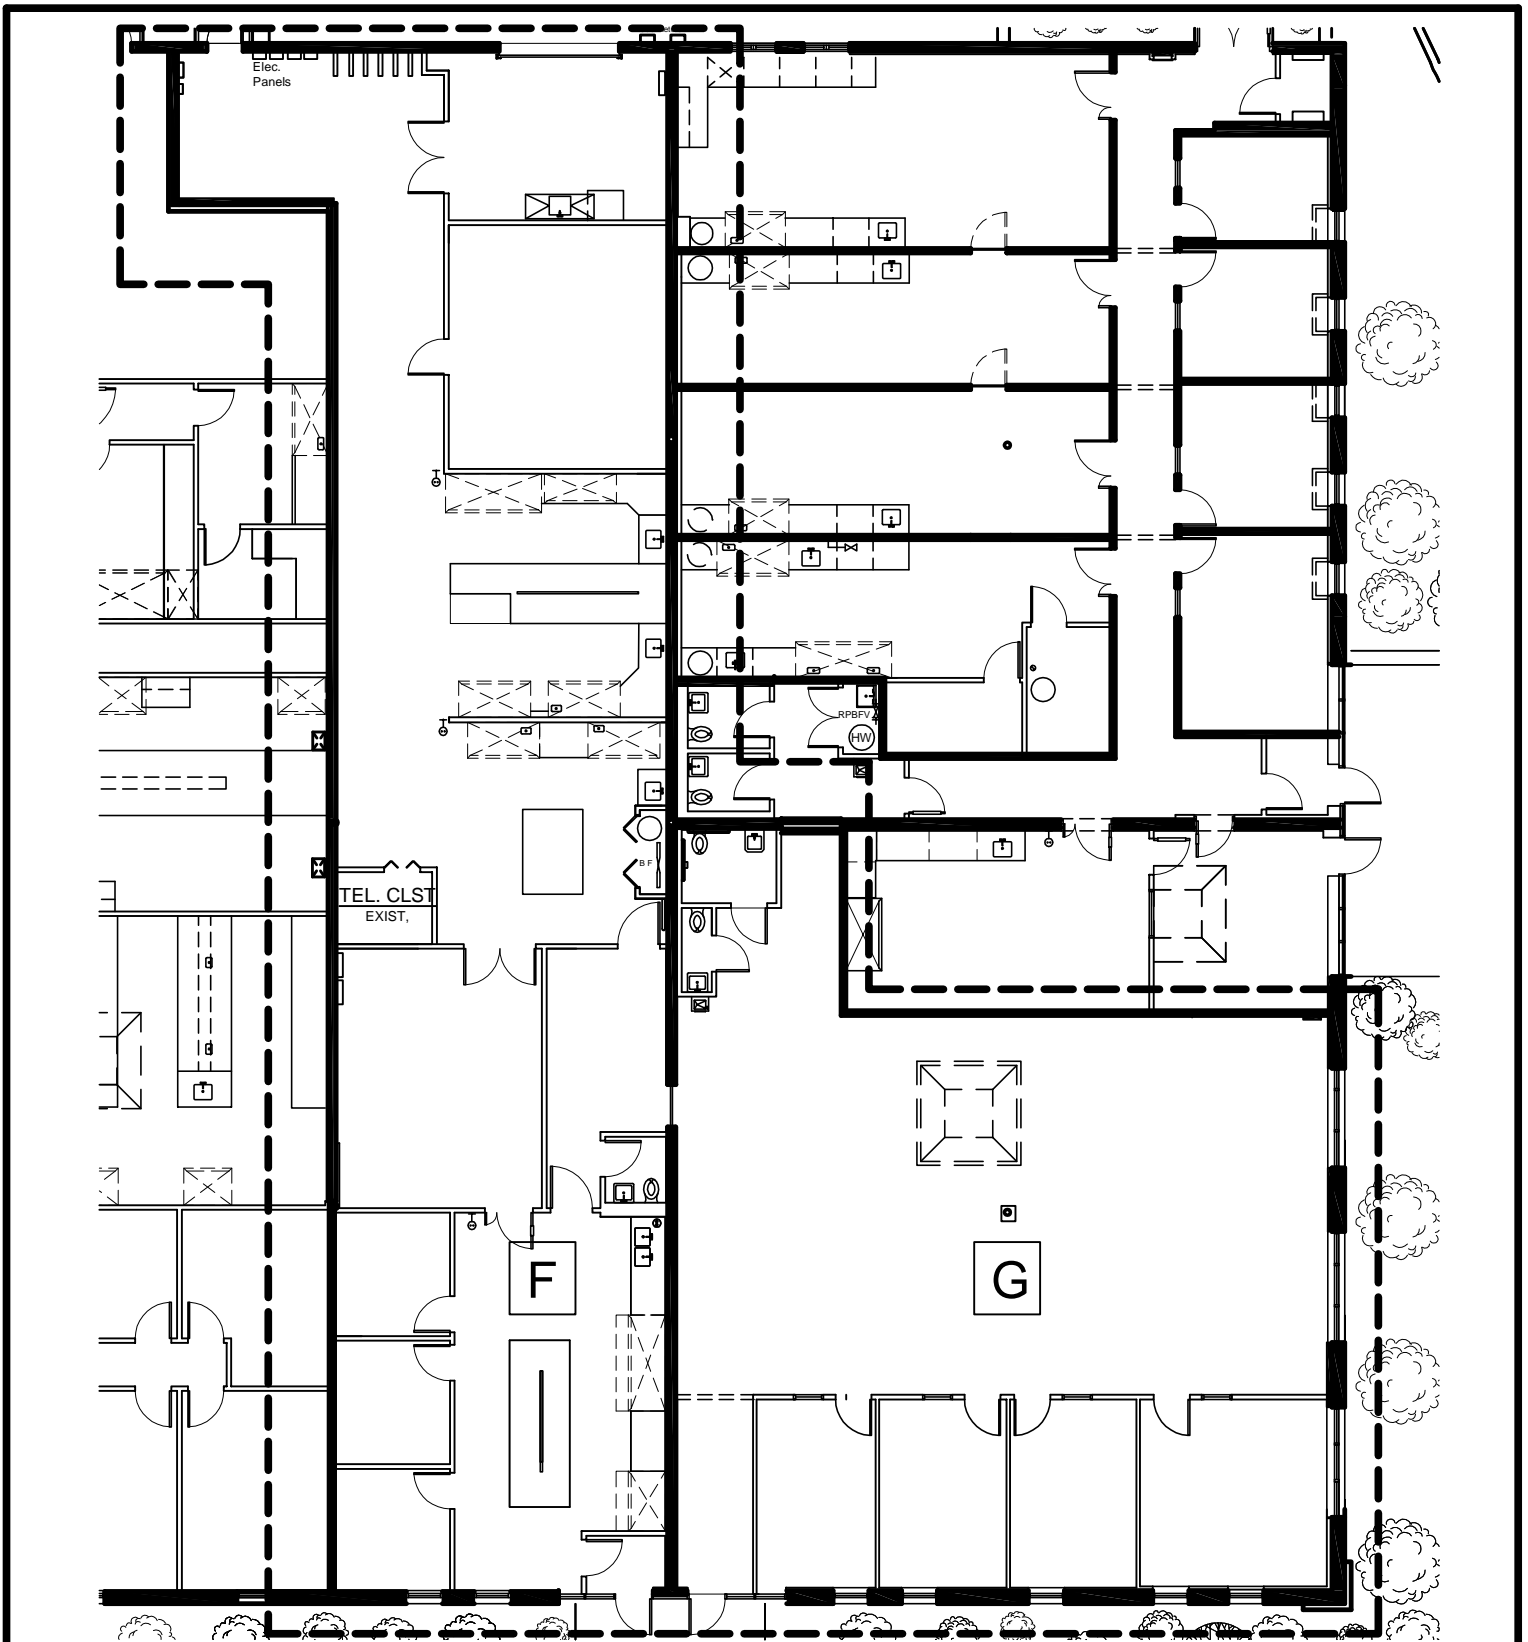 Elec.
Panels
RPBFV
HW
B F
TEL. CLST
EXIST,
F
G